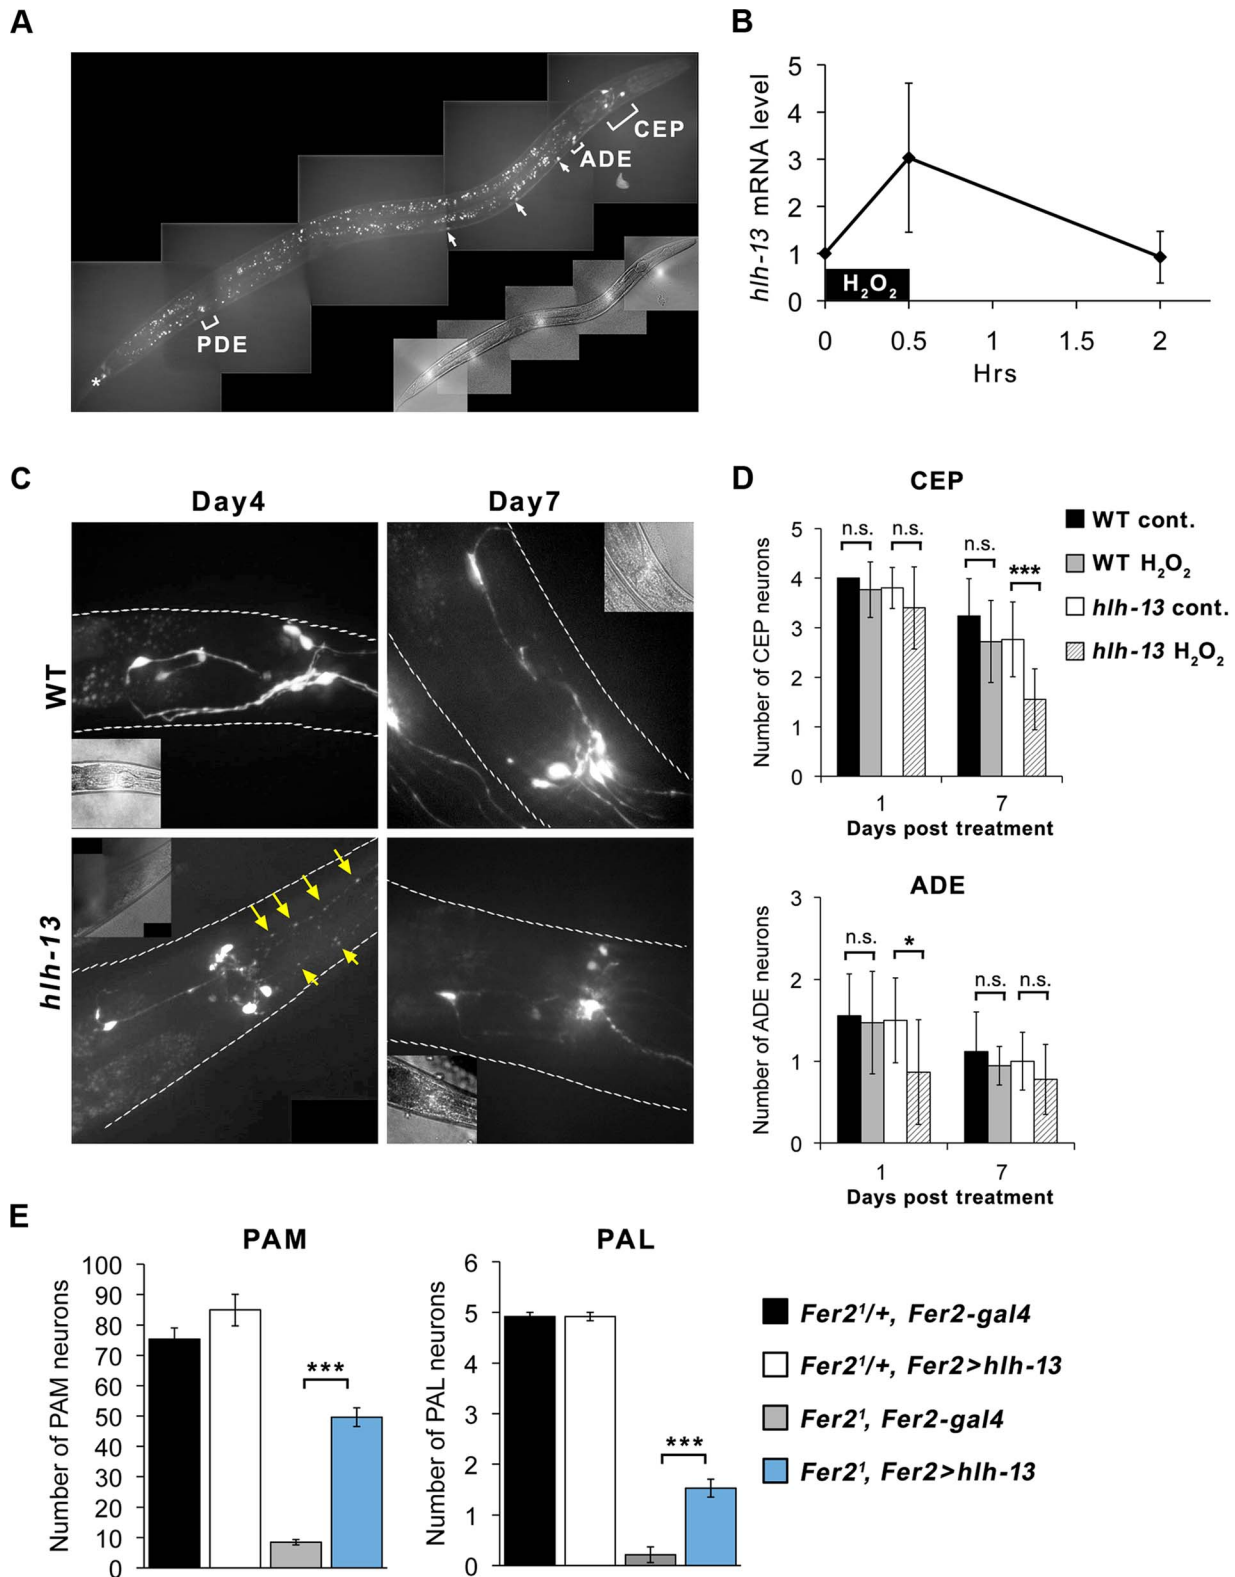 A
CEP
ADE
PDE
*
B
hlh-13 mRNA level
5
4
3
2
1
0
H₂O₂
0
0.5
1
1.5
2
Hrs
C
Day4
Day7
WT
hlh-13
D
CEP
Number of CEP neurons
5
4
3
2
1
0
n.s.
n.s.
n.s.
***
1
7
Days post treatment
WT cont.
WT H₂O₂
hlh-13 cont.
hlh-13 H₂O₂
ADE
Number of ADE neurons
3
2
1
0
n.s.
*
n.s.
n.s.
1
7
Days post treatment
E
PAM
Number of PAM neurons
100
90
80
70
60
50
40
30
20
10
0
***
PAL
Number of PAL neurons
6
5
4
3
2
1
0
***
Fer2¹/+, Fer2-gal4
Fer2¹/+, Fer2>hlh-13
Fer2¹, Fer2-gal4
Fer2¹, Fer2>hlh-13